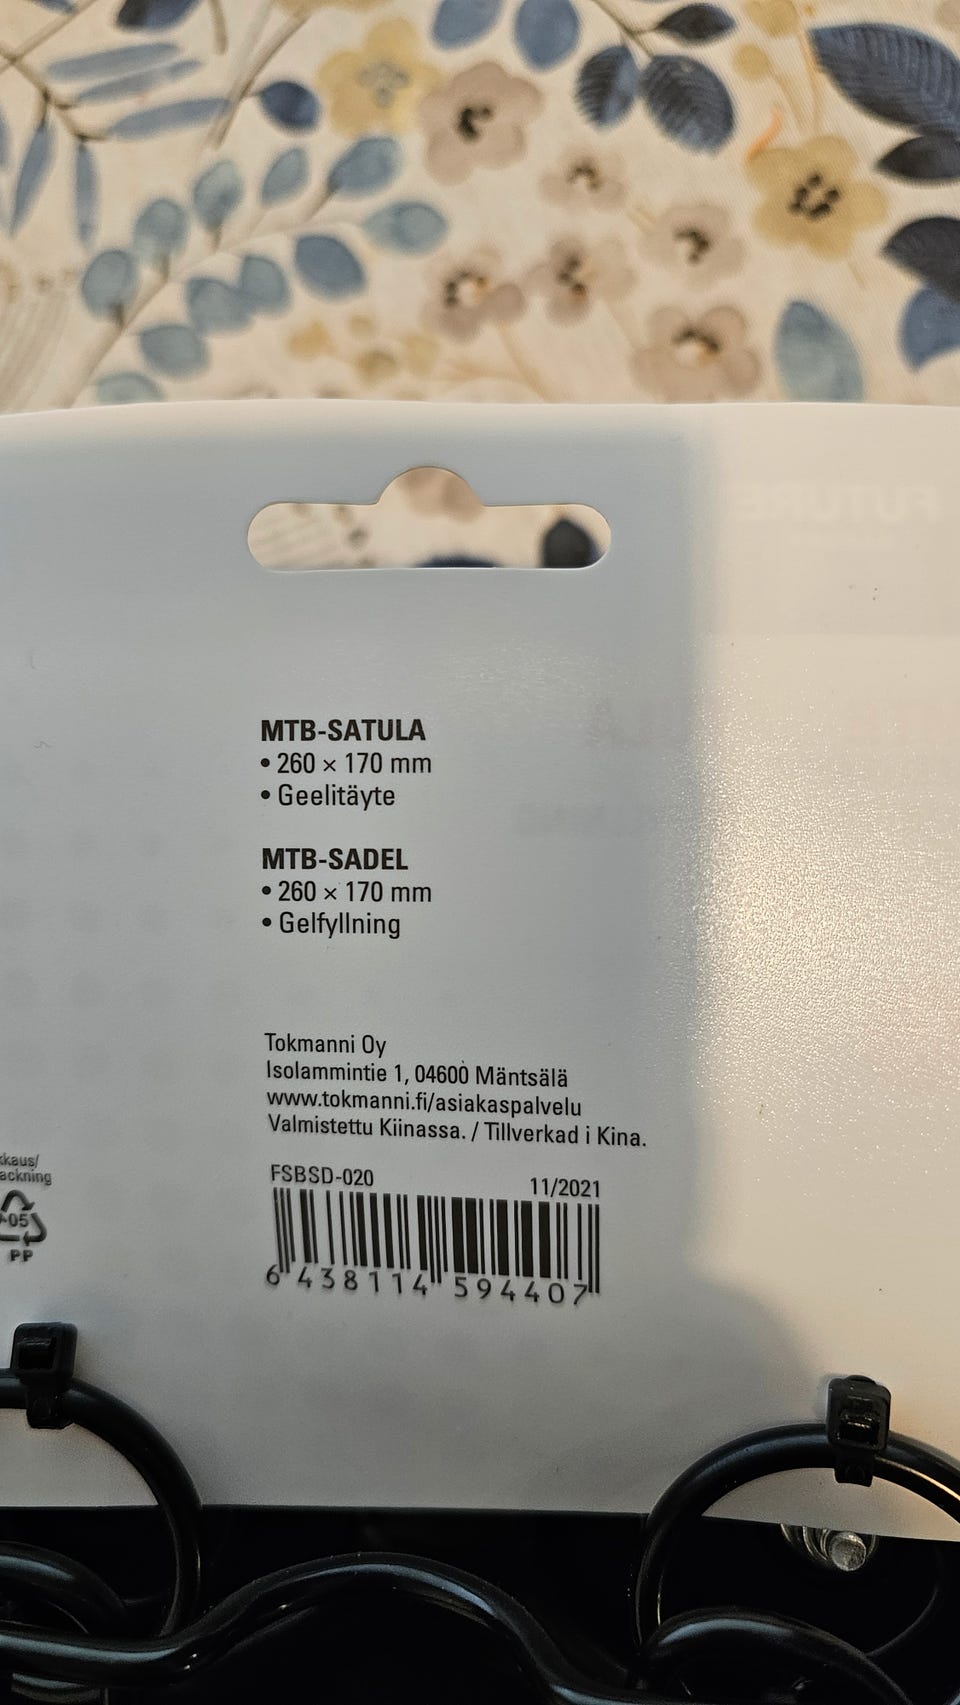 MTB-SATULA
• 260 × 170 mm
• Geelitäyte
MTB-SADEL
• 260 × 170 mm
• Gelfyllning
Tokmanni Oy
Isolammintie 1, 04600 Mäntsälä
www.tokmanni.fi/asiakaspalvelu
Valmistettu Kiinassa. / Tillverkad i Kina.
FSBSD-020 11/2021
6 438114 594407
05
PP